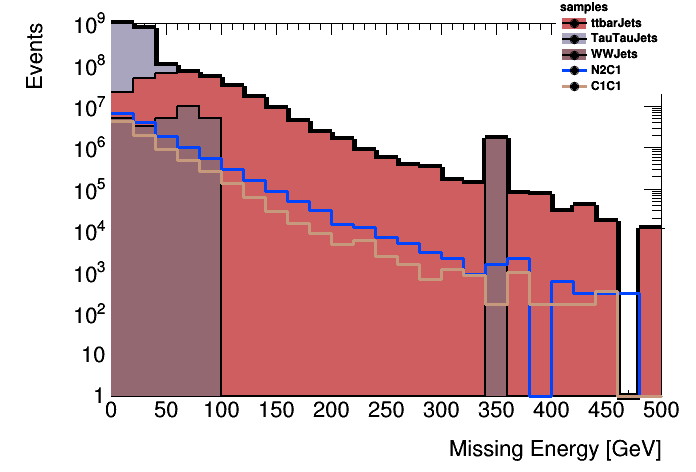 samples
ttbarJets
TauTauJets
WWJets
N2C1
C1C1
Events
10⁹
10⁸
10⁷
10⁶
10⁵
10⁴
10³
10²
10
1
0 50 100 150 200 250 300 350 400 450 500
Missing Energy [GeV]